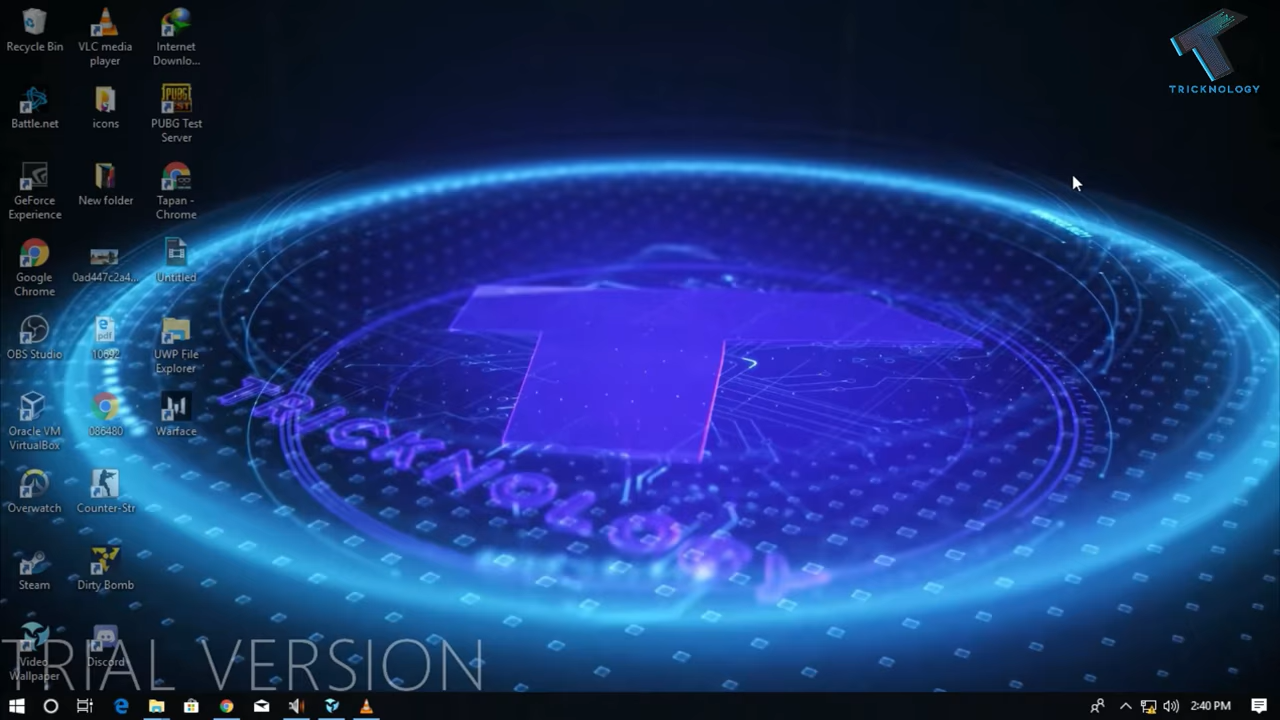 Recycle Bin
VLC media
player
Internet
Downlo...
Battle.net
icons
PUBG Test
Server
GeForce
Experience
New folder
Tapan -
Chrome
Google
Chrome
0ad447c2a4...
Untitled
OBS Studio
10692
UWP File
Explorer
Oracle VM
VirtualBox
086480
Warface
Overwatch
Counter-Str
Steam
Dirty Bomb
Video
Wallpaper
Discord
TRICKNOLOGY
TRICKNOLOGY
TRIAL VERSION
2:40 PM